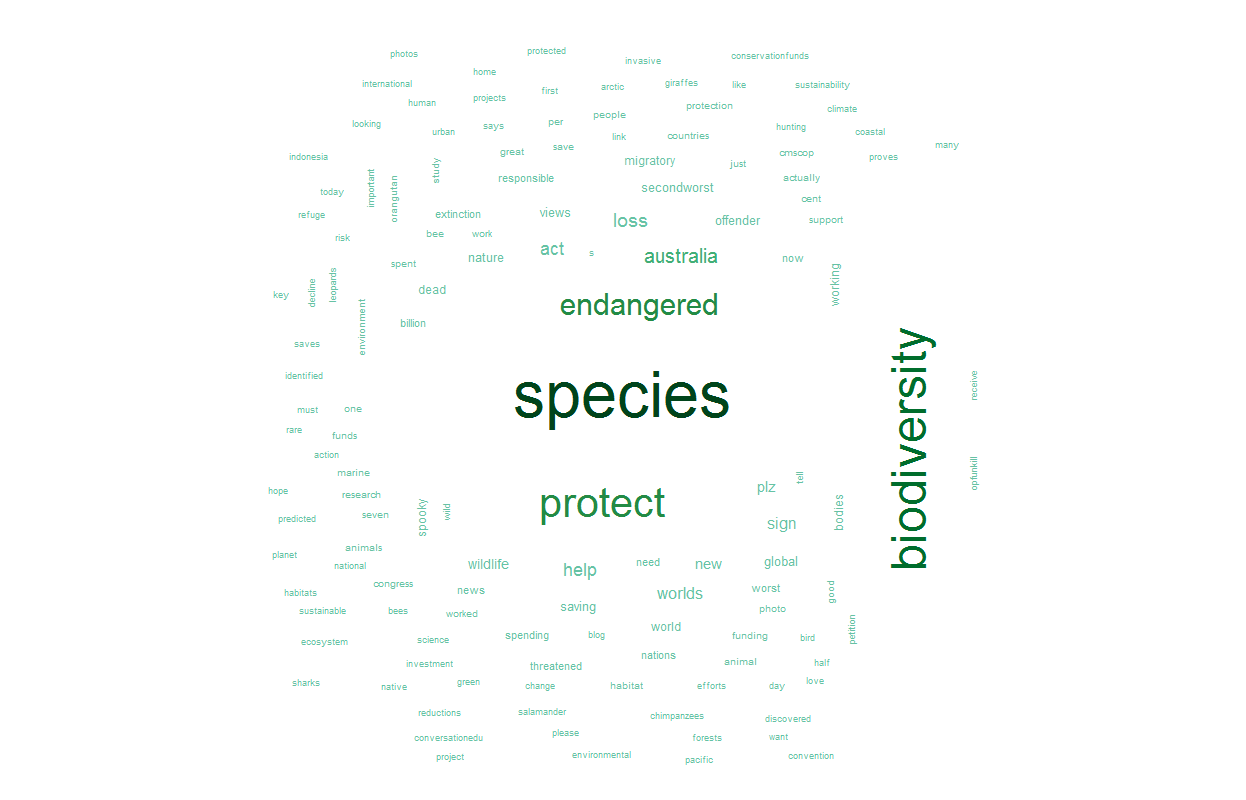 photos
protected
invasive
conservationfunds
home
international
first
arctic
giraffes
like
sustainability
human
projects
protection
climate
looking
urban
says
per
people
link
countries
hunting
coastal
many
indonesia
great
save
migratory
just
cmscop
proves
study
important
orangutan
responsible
secondworst
actually
today
cent
refuge
extinction
views
loss
offender
support
risk
bee
work
act
s
australia
now
nature
spent
working
key
decline
leopards
dead
endangered
environment
billion
saves
identified
species
biodiversity
receive
must
one
rare
funds
action
marine
hope
research
protect
plz
tell
opfunkill
predicted
seven
spooky
wild
sign
bodies
planet
animals
national
wildlife
help
need
new
global
habitats
congress
news
worlds
worst
good
sustainable
bees
worked
saving
photo
petition
ecosystem
science
spending
blog
world
funding
bird
investment
threatened
nations
animal
half
sharks
native
green
change
habitat
efforts
day
love
reductions
salamander
chimpanzees
discovered
conversationedu
please
forests
want
project
environmental
pacific
convention